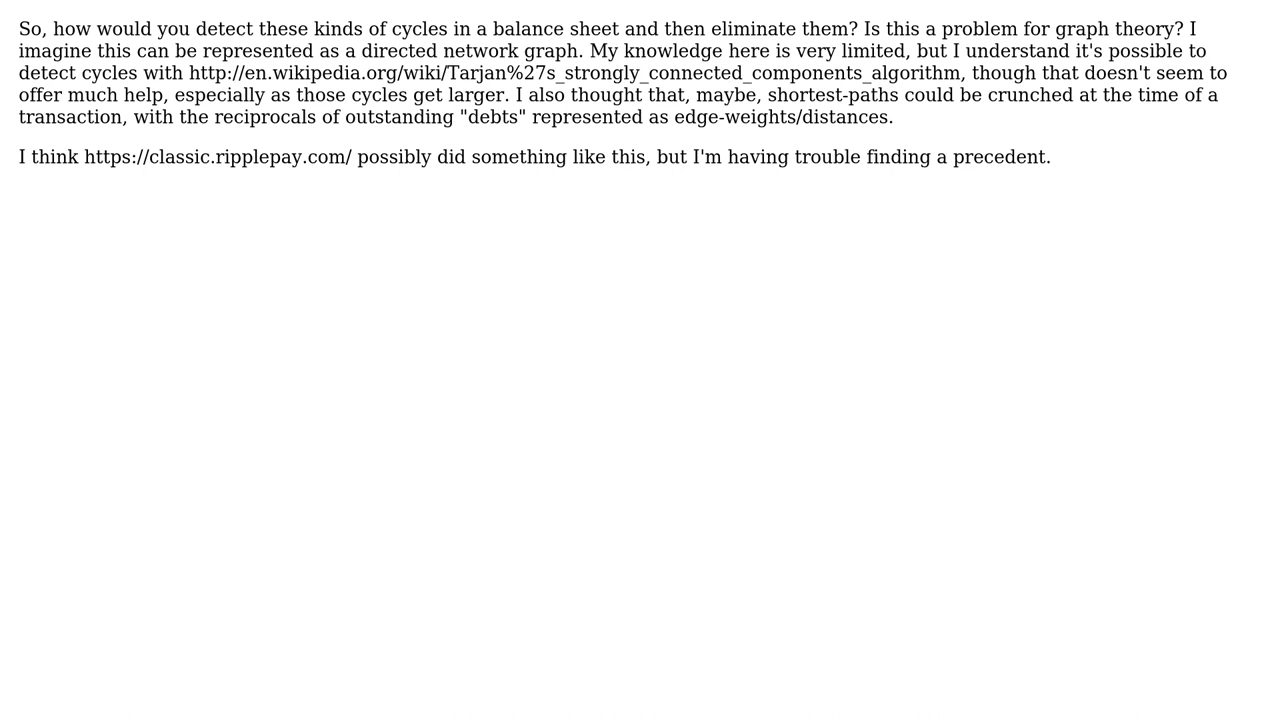 So, how would you detect these kinds of cycles in a balance sheet and then eliminate them? Is this a problem for graph theory? I
imagine this can be represented as a directed network graph. My knowledge here is very limited, but I understand it's possible to
detect cycles with http://en.wikipedia.org/wiki/Tarjan%27s_strongly_connected_components_algorithm, though that doesn't seem to
offer much help, especially as those cycles get larger. I also thought that, maybe, shortest-paths could be crunched at the time of a
transaction, with the reciprocals of outstanding "debts" represented as edge-weights/distances.
I think https://classic.ripplepay.com/ possibly did something like this, but I'm having trouble finding a precedent.